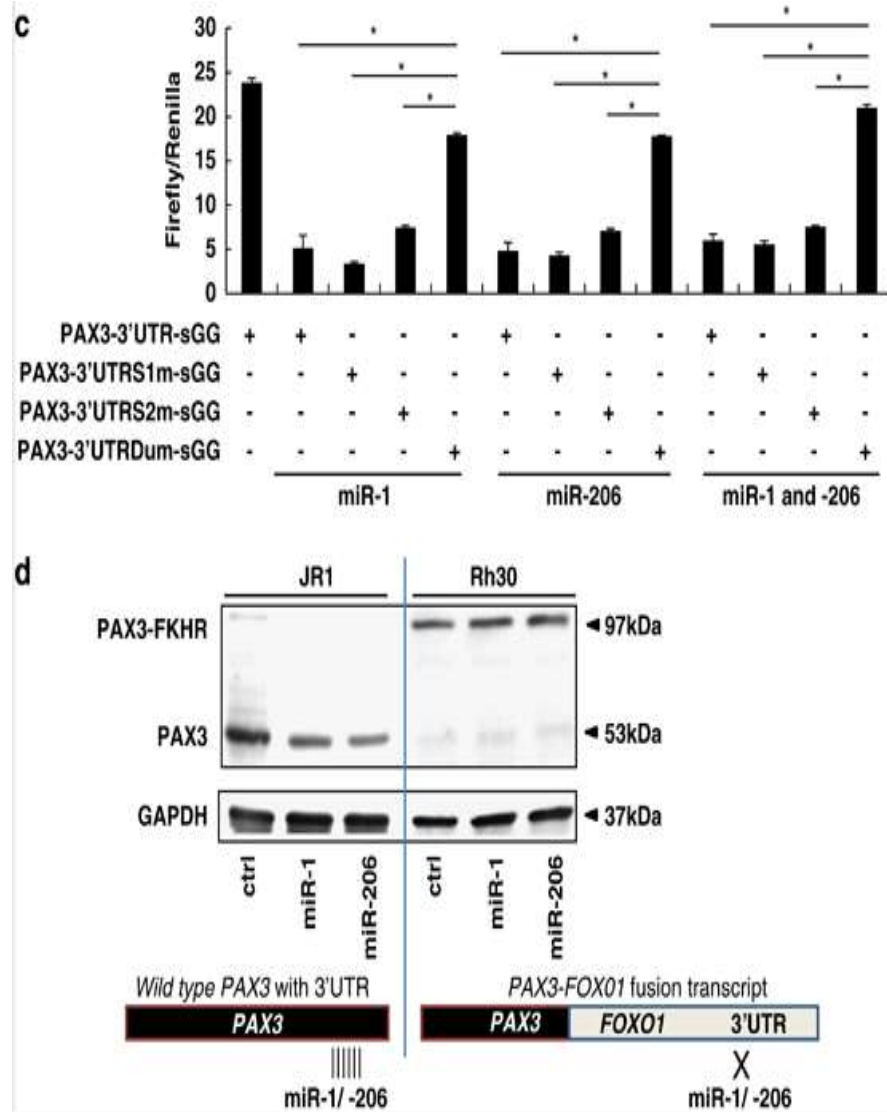 c
30
25
20
15
10
5
0
Firefly/Renilla
* * *
* * *
* * *
PAX3-3'UTR-sGG + + - - - + - - - + - - -
PAX3-3'UTRS1m-sGG - - + - - - + - - - + - -
PAX3-3'UTRS2m-sGG - - - + - - - + - - - + -
PAX3-3'UTRDum-sGG - - - - + - - - + - - - +
miR-1 miR-206 miR-1 and -206
d
JR1 Rh30
PAX3-FKHR ◄97kDa
PAX3 ◄53kDa
GAPDH ◄37kDa
ctrl miR-1 miR-206 ctrl miR-1 miR-206
Wild type PAX3 with 3'UTR PAX3-FOX01 fusion transcript
PAX3 PAX3 FOXO1 3'UTR
X
miR-1/ -206 miR-1/ -206